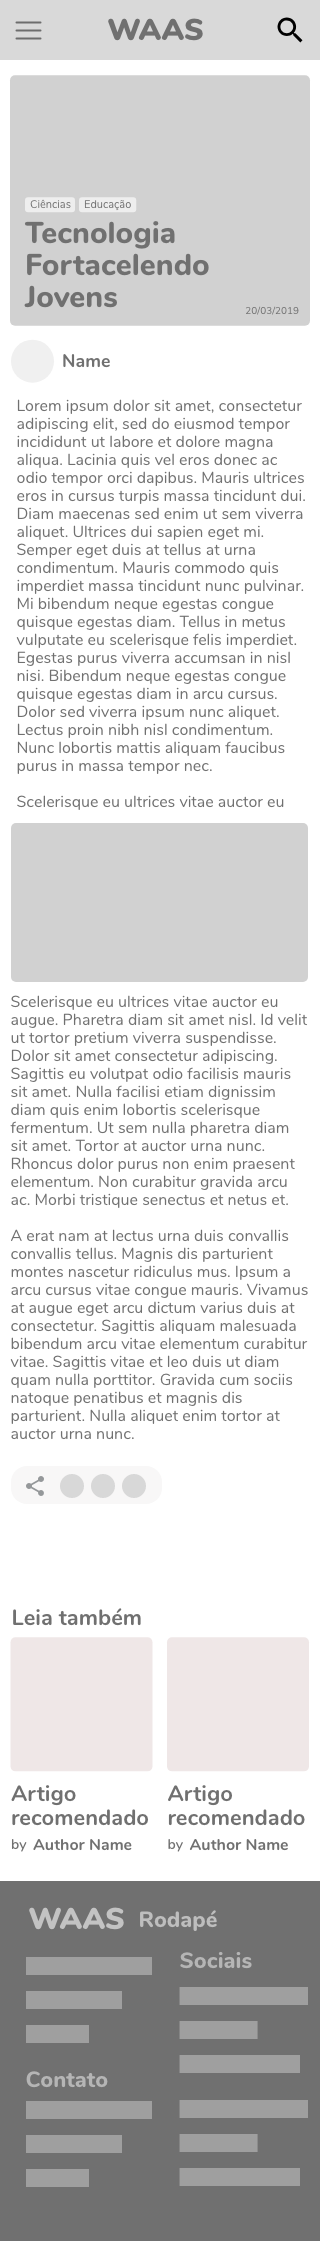 WAAS
Ciências Educação
Tecnologia
Fortacelendo
Jovens
20/03/2019
Name
Lorem ipsum dolor sit amet, consectetur
adipiscing elit, sed do eiusmod tempor
incididunt ut labore et dolore magna
aliqua. Lacinia quis vel eros donec ac
odio tempor orci dapibus. Mauris ultrices
eros in cursus turpis massa tincidunt dui.
Diam maecenas sed enim ut sem viverra
aliquet. Ultrices dui sapien eget mi.
Semper eget duis at tellus at urna
condimentum. Mauris commodo quis
imperdiet massa tincidunt nunc pulvinar.
Mi bibendum neque egestas congue
quisque egestas diam. Tellus in metus
vulputate eu scelerisque felis imperdiet.
Egestas purus viverra accumsan in nisl
nisi. Bibendum neque egestas congue
quisque egestas diam in arcu cursus.
Dolor sed viverra ipsum nunc aliquet.
Lectus proin nibh nisl condimentum.
Nunc lobortis mattis aliquam faucibus
purus in massa tempor nec.
Scelerisque eu ultrices vitae auctor eu
Scelerisque eu ultrices vitae auctor eu
augue. Pharetra diam sit amet nisl. Id velit
ut tortor pretium viverra suspendisse.
Dolor sit amet consectetur adipiscing.
Sagittis eu volutpat odio facilisis mauris
sit amet. Nulla facilisi etiam dignissim
diam quis enim lobortis scelerisque
fermentum. Ut sem nulla pharetra diam
sit amet. Tortor at auctor urna nunc.
Rhoncus dolor purus non enim praesent
elementum. Non curabitur gravida arcu
ac. Morbi tristique senectus et netus et.
A erat nam at lectus urna duis convallis
convallis tellus. Magnis dis parturient
montes nascetur ridiculus mus. Ipsum a
arcu cursus vitae congue mauris. Vivamus
at augue eget arcu dictum varius duis at
consectetur. Sagittis aliquam malesuada
bibendum arcu vitae elementum curabitur
vitae. Sagittis vitae et leo duis ut diam
quam nulla porttitor. Gravida cum sociis
natoque penatibus et magnis dis
parturient. Nulla aliquet enim tortor at
auctor urna nunc.
Leia também
Artigo
recomendado
by Author Name
Artigo
recomendado
by Author Name
WAAS Rodapé
Sociais
Contato